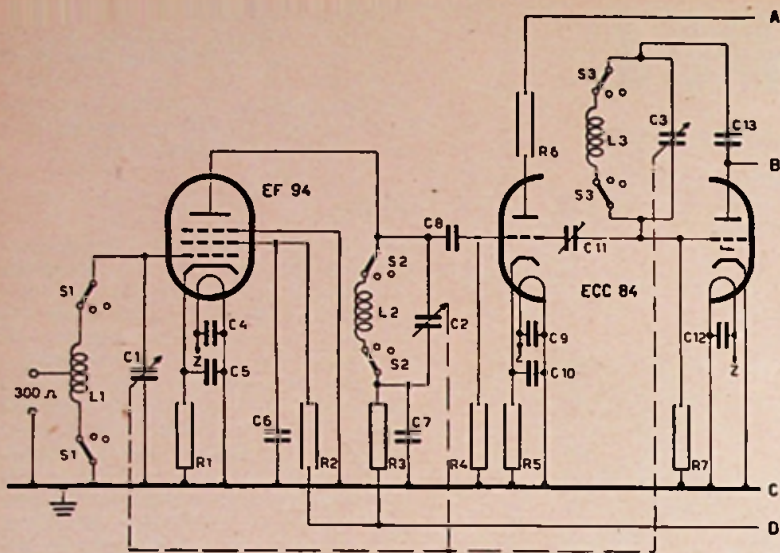 A
S3
L3
C3
C13
R6
B
EF 94
C8
C11
S1
S2
C4
Z
C5
L2
C2
ECC 84
C9
Z
C10
C12
Z
C1
300 Ω
L1
S2
S1
C6
R2
C7
R1
R3
R4
R5
R7
S3
C
D